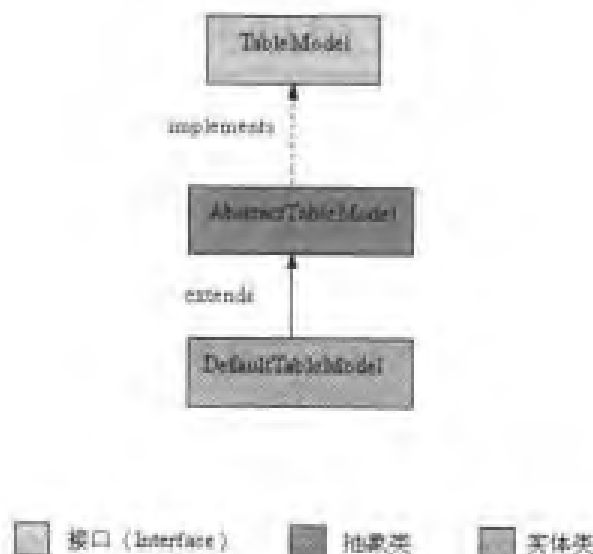 TableModel
implements
AbstractTableModel
extends
DefaultTableModel
接口（Interface） 抽象类 实体类